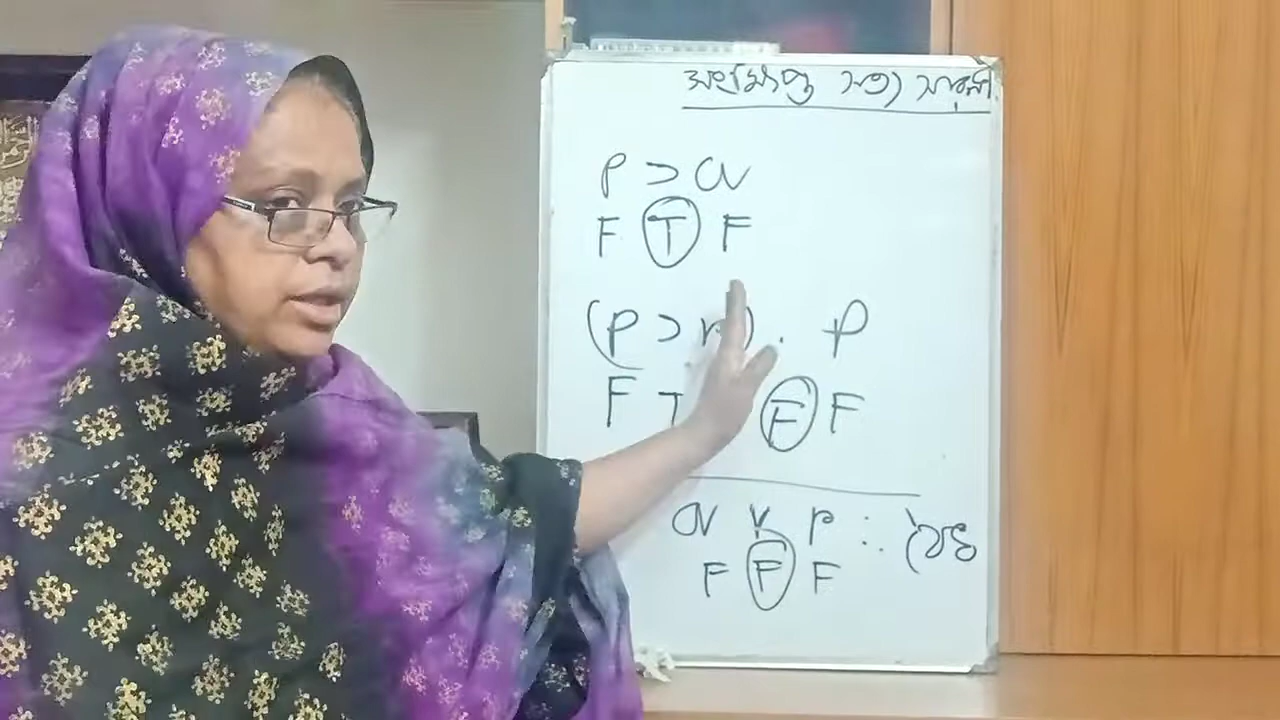 সংক্ষিপ্ত সত্য সারণী
P ⊃ q
F T F
(P ⊃ r) . P
F T F F
q v P ∴ বৈধ
F F F